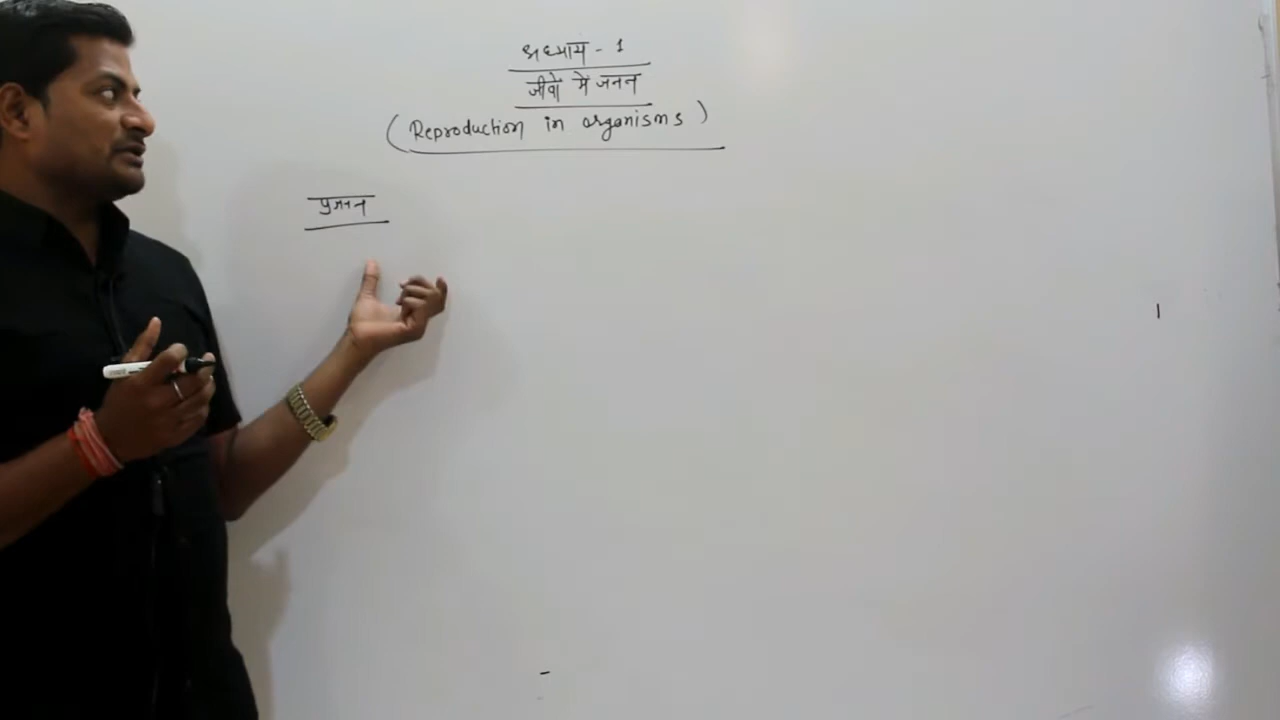 अध्याय - 1
जीवों में जनन
(Reproduction in organisms)
प्रजनन